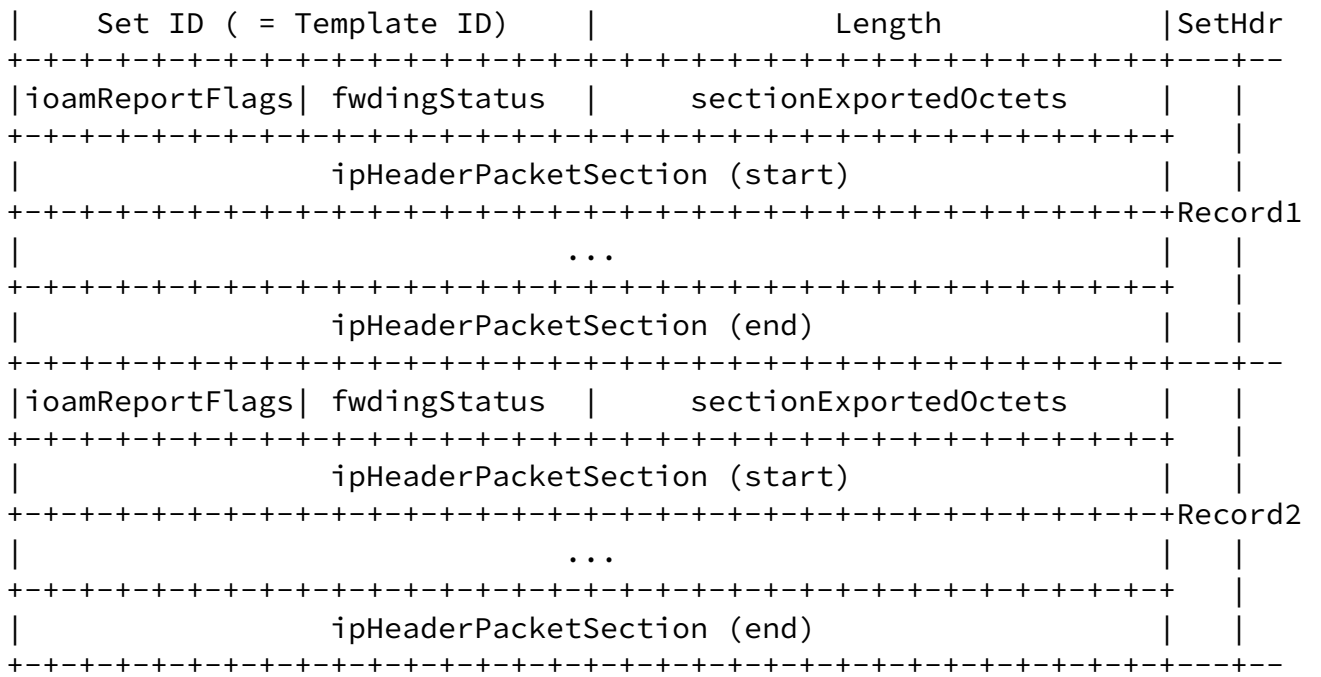 |    Set ID ( = Template ID)    |             Length            |SetHdr
+-+-+-+-+-+-+-+-+-+-+-+-+-+-+-+-+-+-+-+-+-+-+-+-+-+-+-+-+-+-+-+-+---+--
|ioamReportFlags| fwdingStatus  |     sectionExportedOctets     |   |
+-+-+-+-+-+-+-+-+-+-+-+-+-+-+-+-+-+-+-+-+-+-+-+-+-+-+-+-+-+-+-+-+   |
|                 ipHeaderPacketSection (start)                 |   |
+-+-+-+-+-+-+-+-+-+-+-+-+-+-+-+-+-+-+-+-+-+-+-+-+-+-+-+-+-+-+-+-+Record1
|                              ...                              |   |
+-+-+-+-+-+-+-+-+-+-+-+-+-+-+-+-+-+-+-+-+-+-+-+-+-+-+-+-+-+-+-+-+   |
|                 ipHeaderPacketSection (end)                   |   |
+-+-+-+-+-+-+-+-+-+-+-+-+-+-+-+-+-+-+-+-+-+-+-+-+-+-+-+-+-+-+-+-+---+--
|ioamReportFlags| fwdingStatus  |     sectionExportedOctets     |   |
+-+-+-+-+-+-+-+-+-+-+-+-+-+-+-+-+-+-+-+-+-+-+-+-+-+-+-+-+-+-+-+-+   |
|                 ipHeaderPacketSection (start)                 |   |
+-+-+-+-+-+-+-+-+-+-+-+-+-+-+-+-+-+-+-+-+-+-+-+-+-+-+-+-+-+-+-+-+Record2
|                              ...                              |   |
+-+-+-+-+-+-+-+-+-+-+-+-+-+-+-+-+-+-+-+-+-+-+-+-+-+-+-+-+-+-+-+-+   |
|                 ipHeaderPacketSection (end)                   |   |
+-+-+-+-+-+-+-+-+-+-+-+-+-+-+-+-+-+-+-+-+-+-+-+-+-+-+-+-+-+-+-+-+---+--